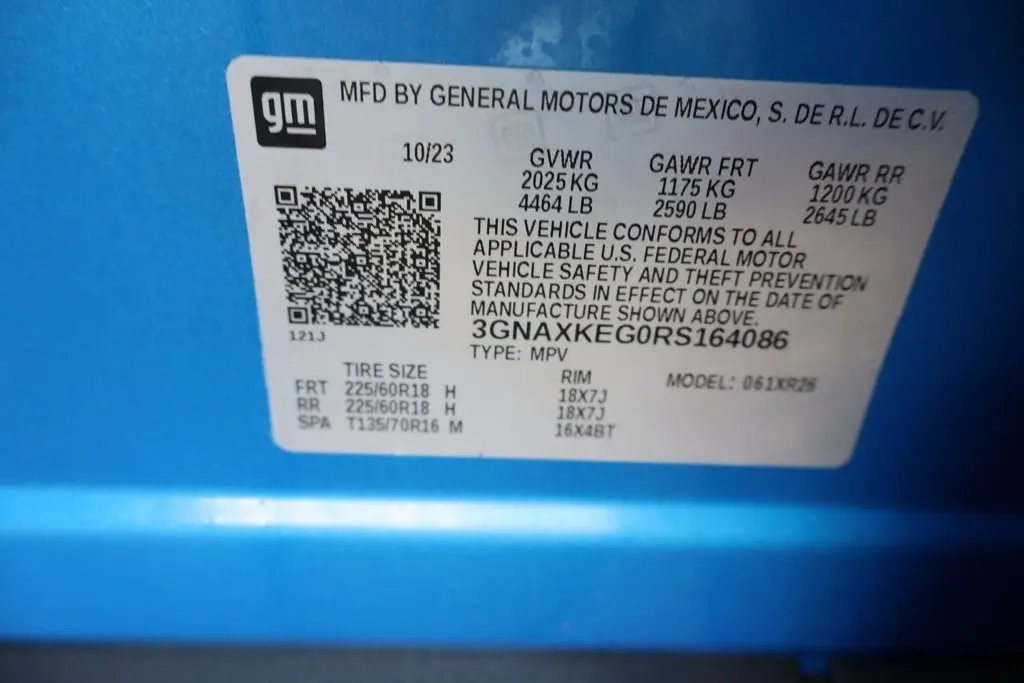 gm
MFD BY GENERAL MOTORS DE MEXICO, S. DE R.L. DE C.V.
10/23
GVWR GAWR FRT GAWR RR
2025 KG 1175 KG 1200 KG
4464 LB 2590 LB 2645 LB
THIS VEHICLE CONFORMS TO ALL
APPLICABLE U.S. FEDERAL MOTOR
VEHICLE SAFETY AND THEFT PREVENTION
STANDARDS IN EFFECT ON THE DATE OF
MANUFACTURE SHOWN ABOVE.
3GNAXKEG0RS164086
121J
TYPE: MPV
TIRE SIZE RIM MODEL: 061XR26
FRT 225/60R18 H 18X7J
RR 225/60R18 H 18X7J
SPA T135/70R16 M 16X4BT